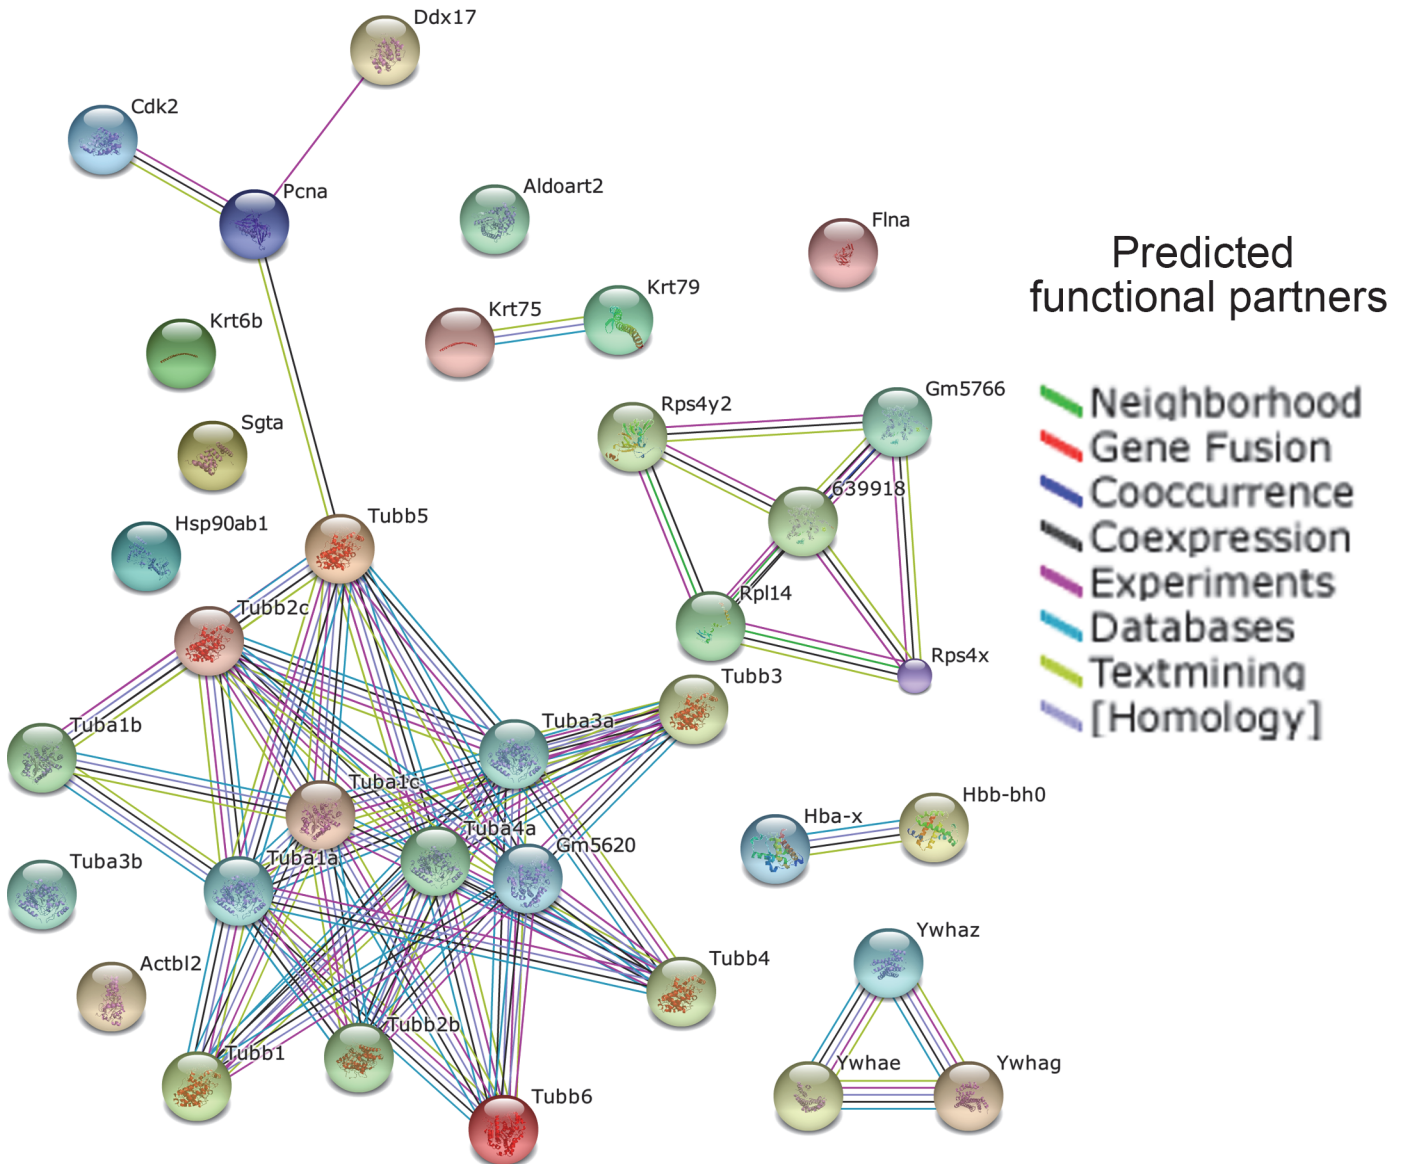 Ddx17
Cdk2
Pcna
Aldoart2
Flna
Krt79
Krt75
Krt6b
Sgta
Hsp90ab1
Tubb5
Rps4y2
Gm5766
639918
Rpl14
Rps4x
Tubb2c
Tubb3
Tuba1b
Tuba3a
Tuba1c
Tuba4a
Gm5620
Tuba1a
Tuba3b
Hba-x
Hbb-bh0
Actbl2
Tubb4
Tubb2b
Tubb1
Tubb6
Ywhaz
Ywhae
Ywhag
Predicted
functional partners
Neighborhood
Gene Fusion
Cooccurrence
Coexpression
Experiments
Databases
Textmining
[Homology]